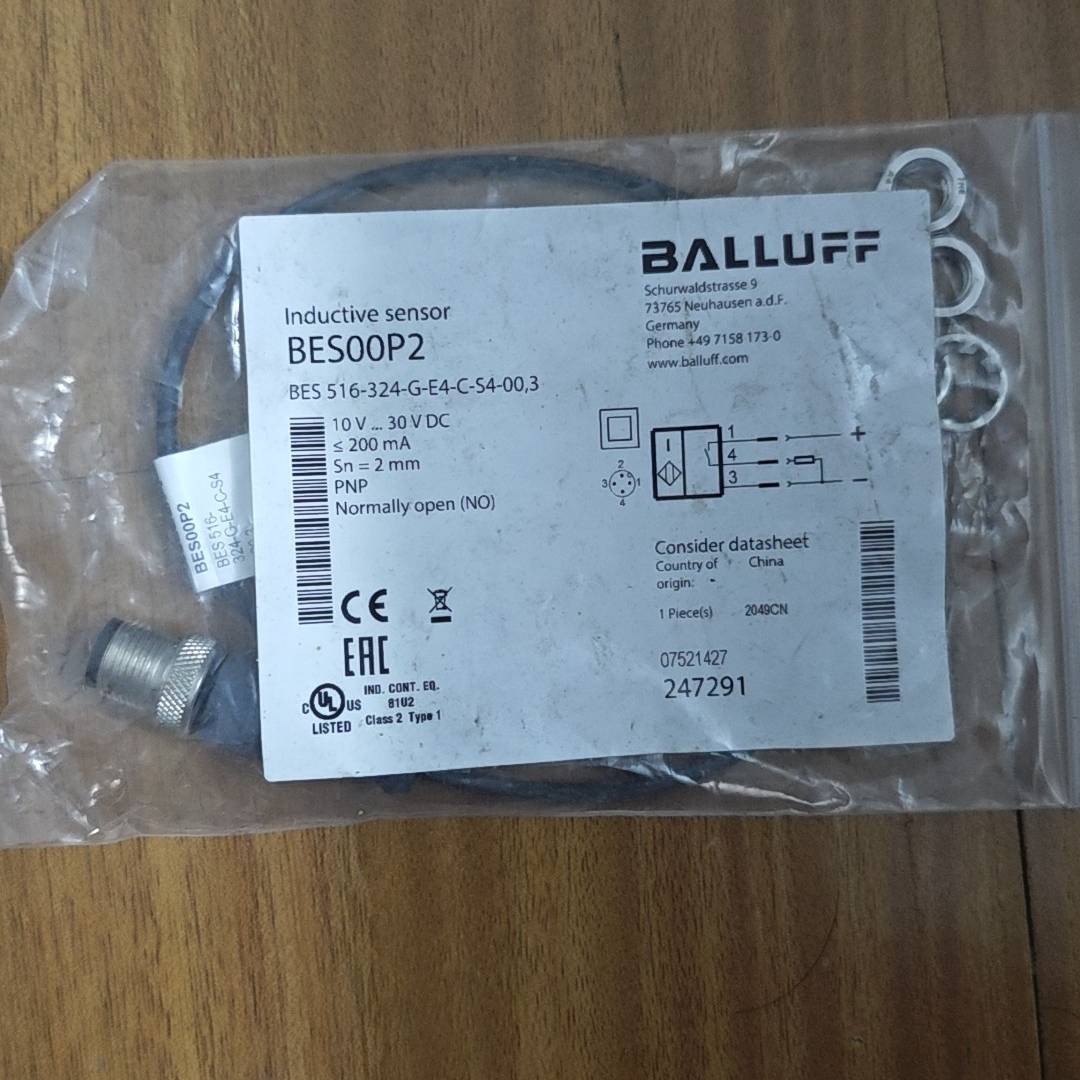 BALLUFF
Schurwaldstrasse 9
73765 Neuhausen a.d.F.
Germany
Phone +49 7158 173-0
www.balluff.com
Inductive sensor
BES00P2
BES 516-324-G-E4-C-S4-00,3
10 V ... 30 V DC
≤ 200 mA
Sn = 2 mm
PNP
Normally open (NO)
1 +
4
3 −
2
3 1
4
BES00P2
BES 516-
324-G-E4-C-S4
Consider datasheet
Country of China
origin:
1 Piece(s) 2049CN
07521427
247291
CE
EAC
C UL US
LISTED
IND. CONT. EQ.
81U2
Class 2 Type 1